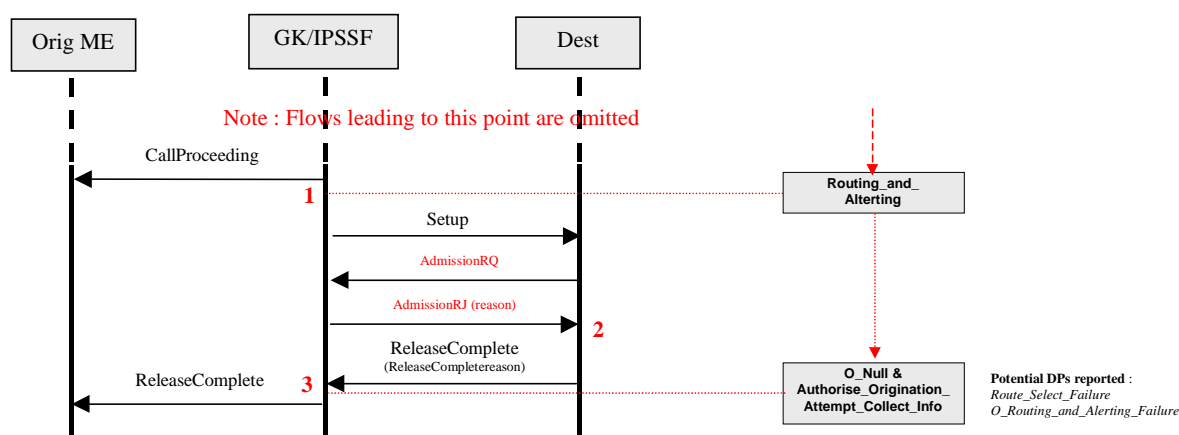 Orig ME
GK/IPSSF
Dest
Note : Flows leading to this point are omitted
CallProceeding
1
Routing_and_
Alterting
Setup
AdmissionRQ
AdmissionRJ (reason)
2
ReleaseComplete
(ReleaseCompletereason)
ReleaseComplete
3
O_Null &
Authorise_Origination_
Attempt_Collect_Info
Potential DPs reported :
Route_Select_Failure
O_Routing_and_Alerting_Failure